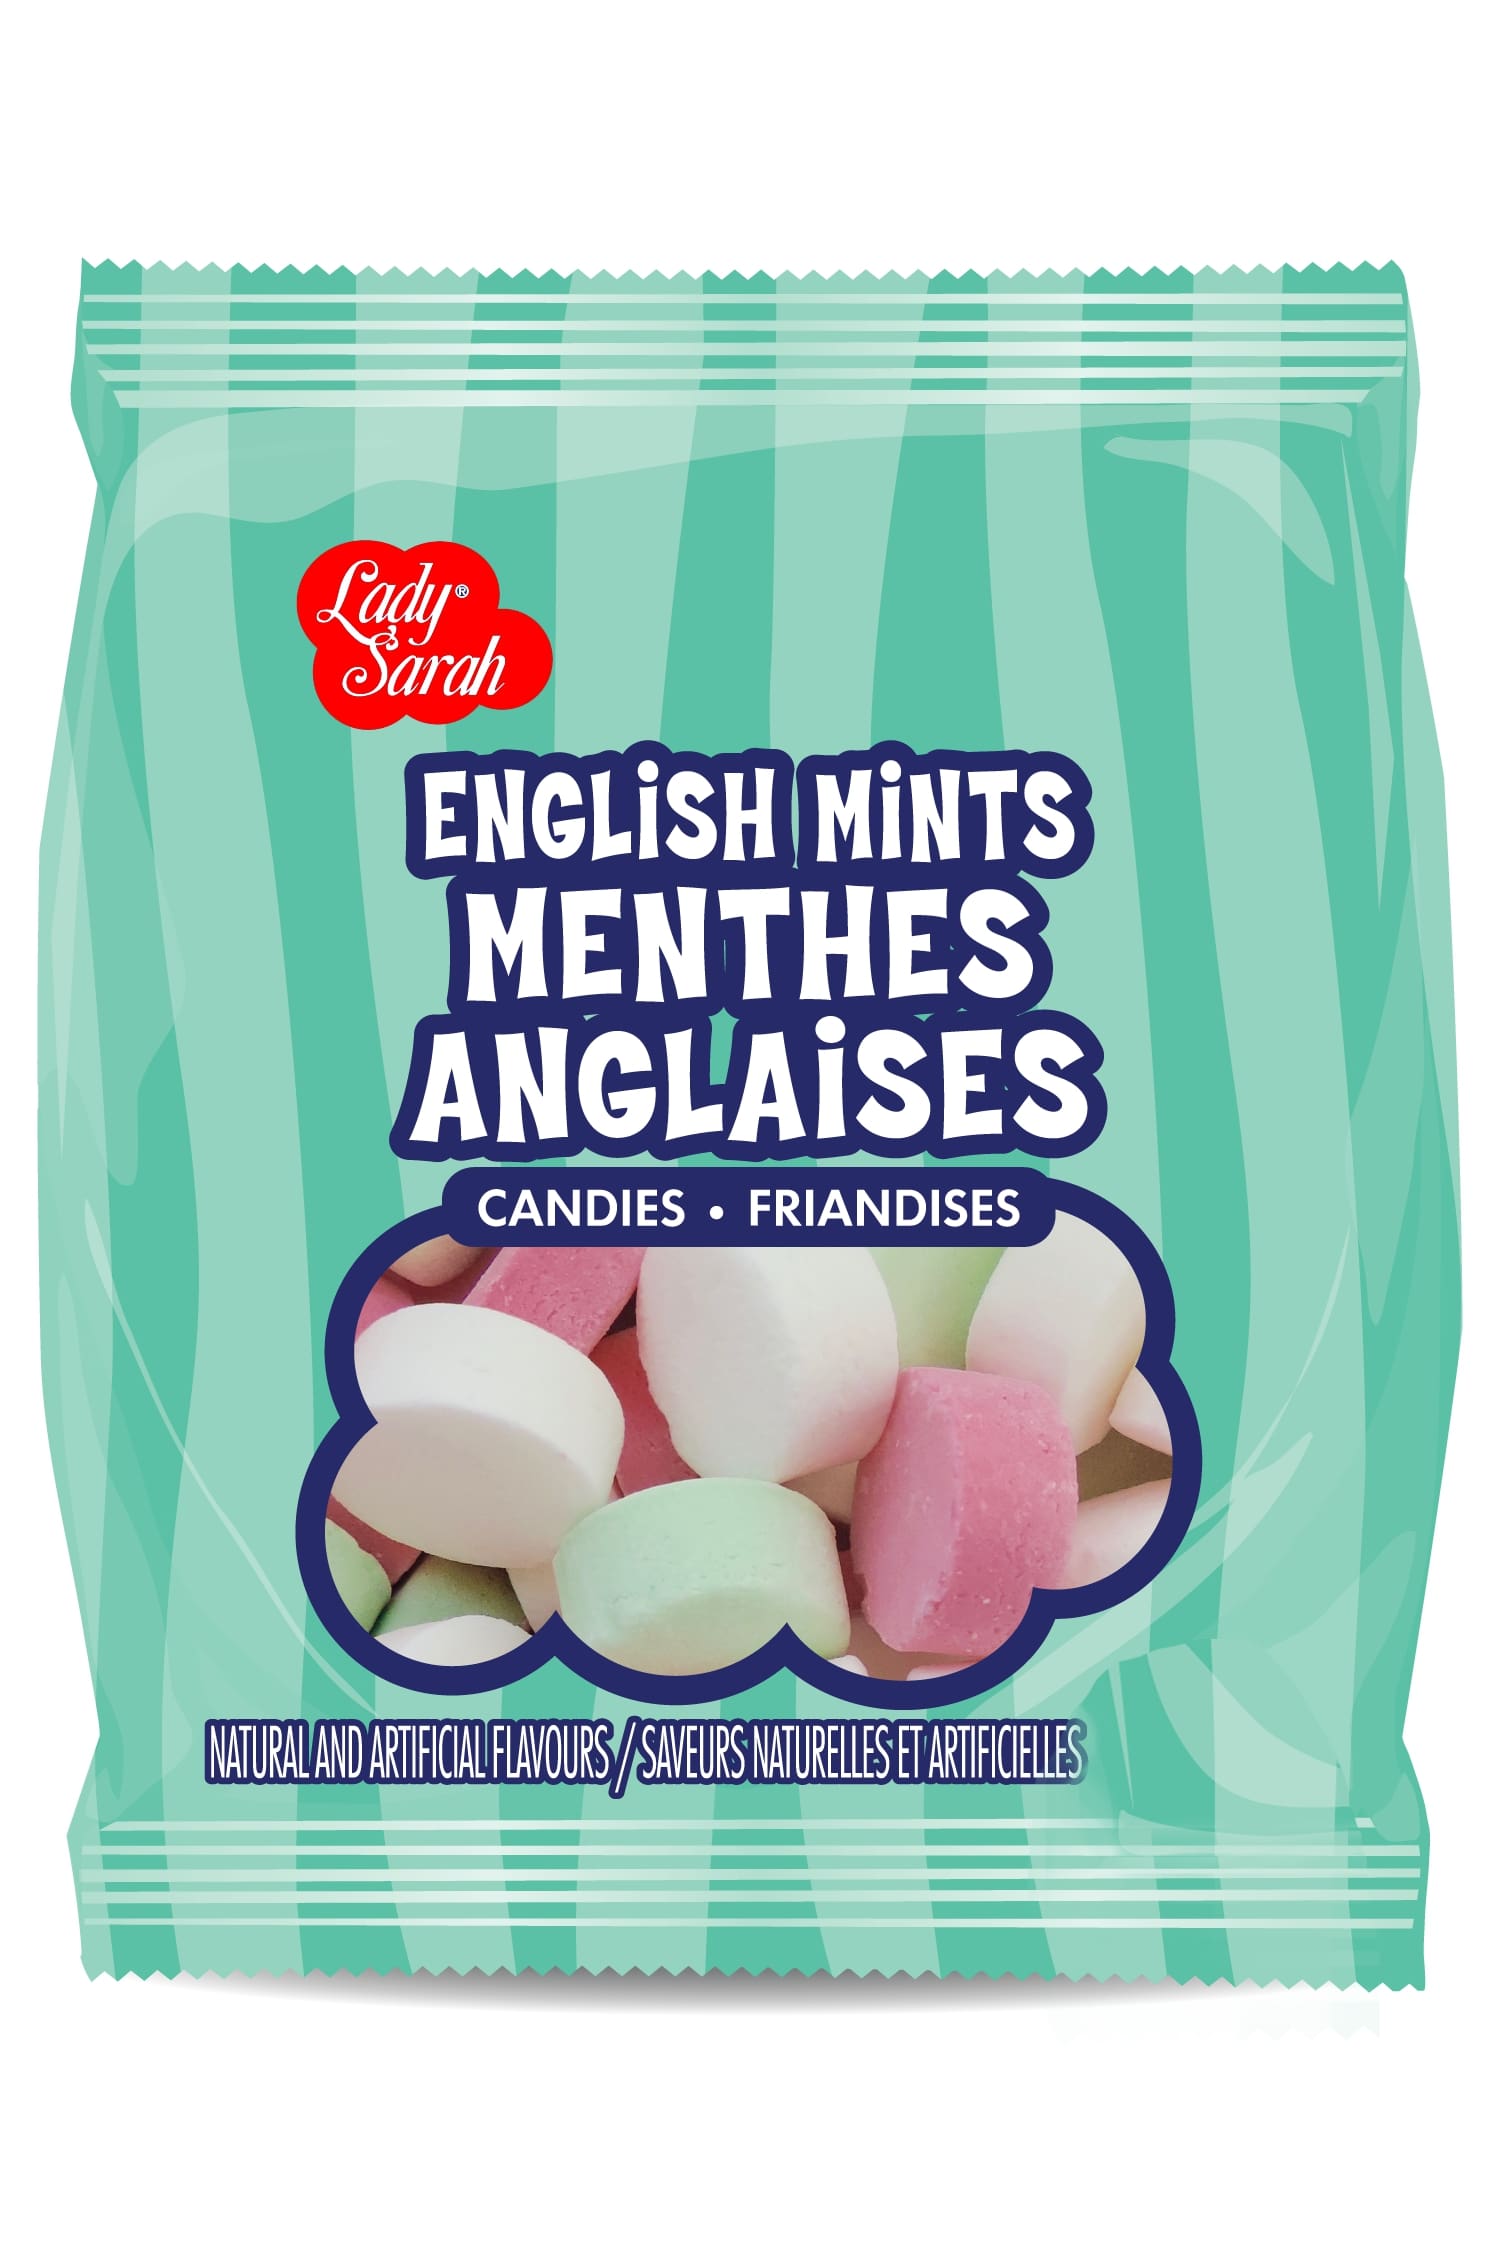 Lady®
Sarah
ENGLiSH MiNTS
MENTHES
ANGLAiSES
CANDIES • FRIANDISES
NATURAL AND ARTIFICIAL FLAVOURS / SAVEURS NATURELLES ET ARTIFICIELLES